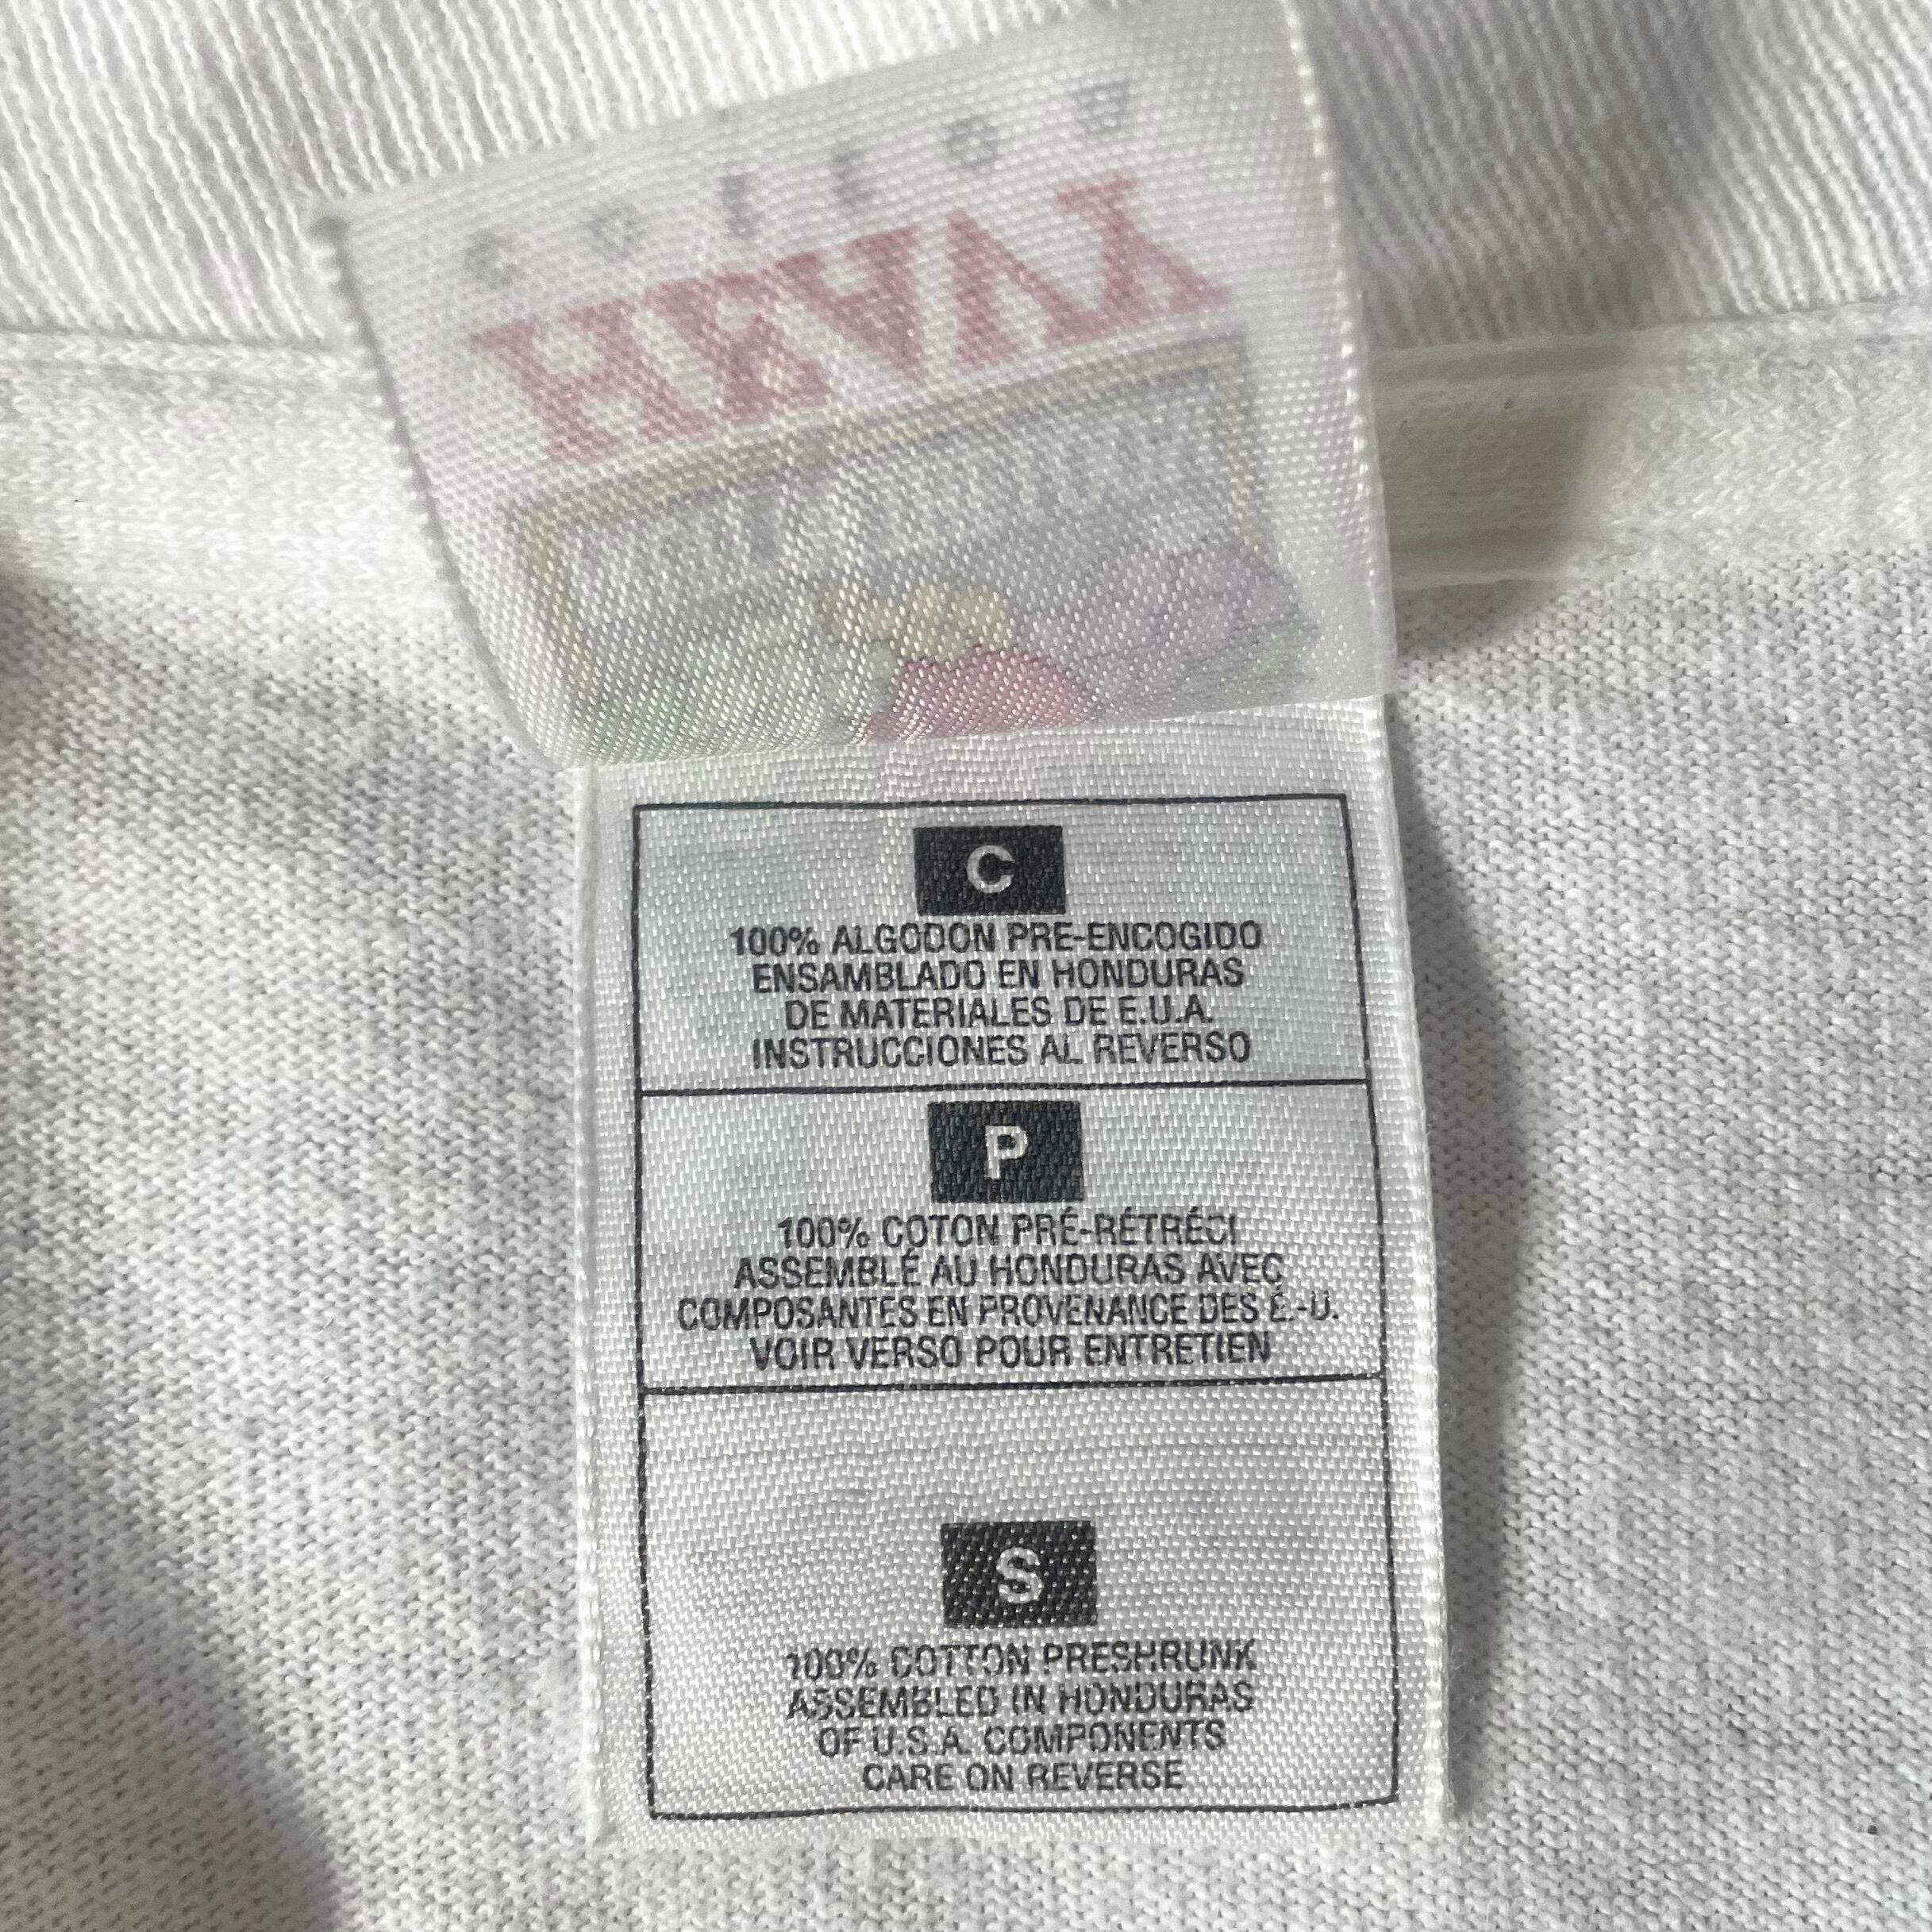 HEAVY
C
100% ALGODON PRE-ENCOGIDO
ENSAMBLADO EN HONDURAS
DE MATERIALES DE E.U.A.
INSTRUCCIONES AL REVERSO
P
100% COTON PRÉ-RÉTRÉCI
ASSEMBLÉ AU HONDURAS AVEC
COMPOSANTES EN PROVENANCE DES É.-U.
VOIR VERSO POUR ENTRETIEN
S
100% COTTON PRESHRUNK
ASSEMBLED IN HONDURAS
OF U.S.A. COMPONENTS
CARE ON REVERSE